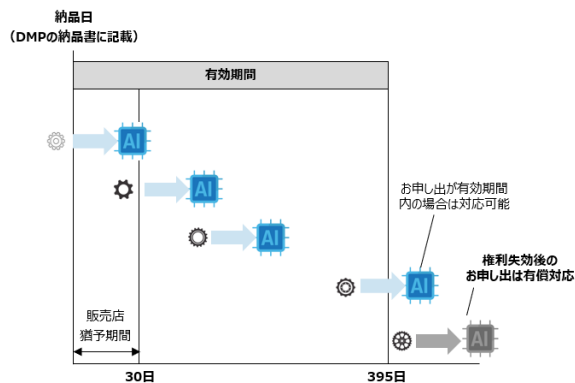 納品日
（DMPの納品書に記載）
有効期間
AI
AI
AI
お申し出が有効期間
内の場合は対応可能
AI
権利失効後の
お申し出は有償対応
AI
販売店
猶予期間
30日
395日